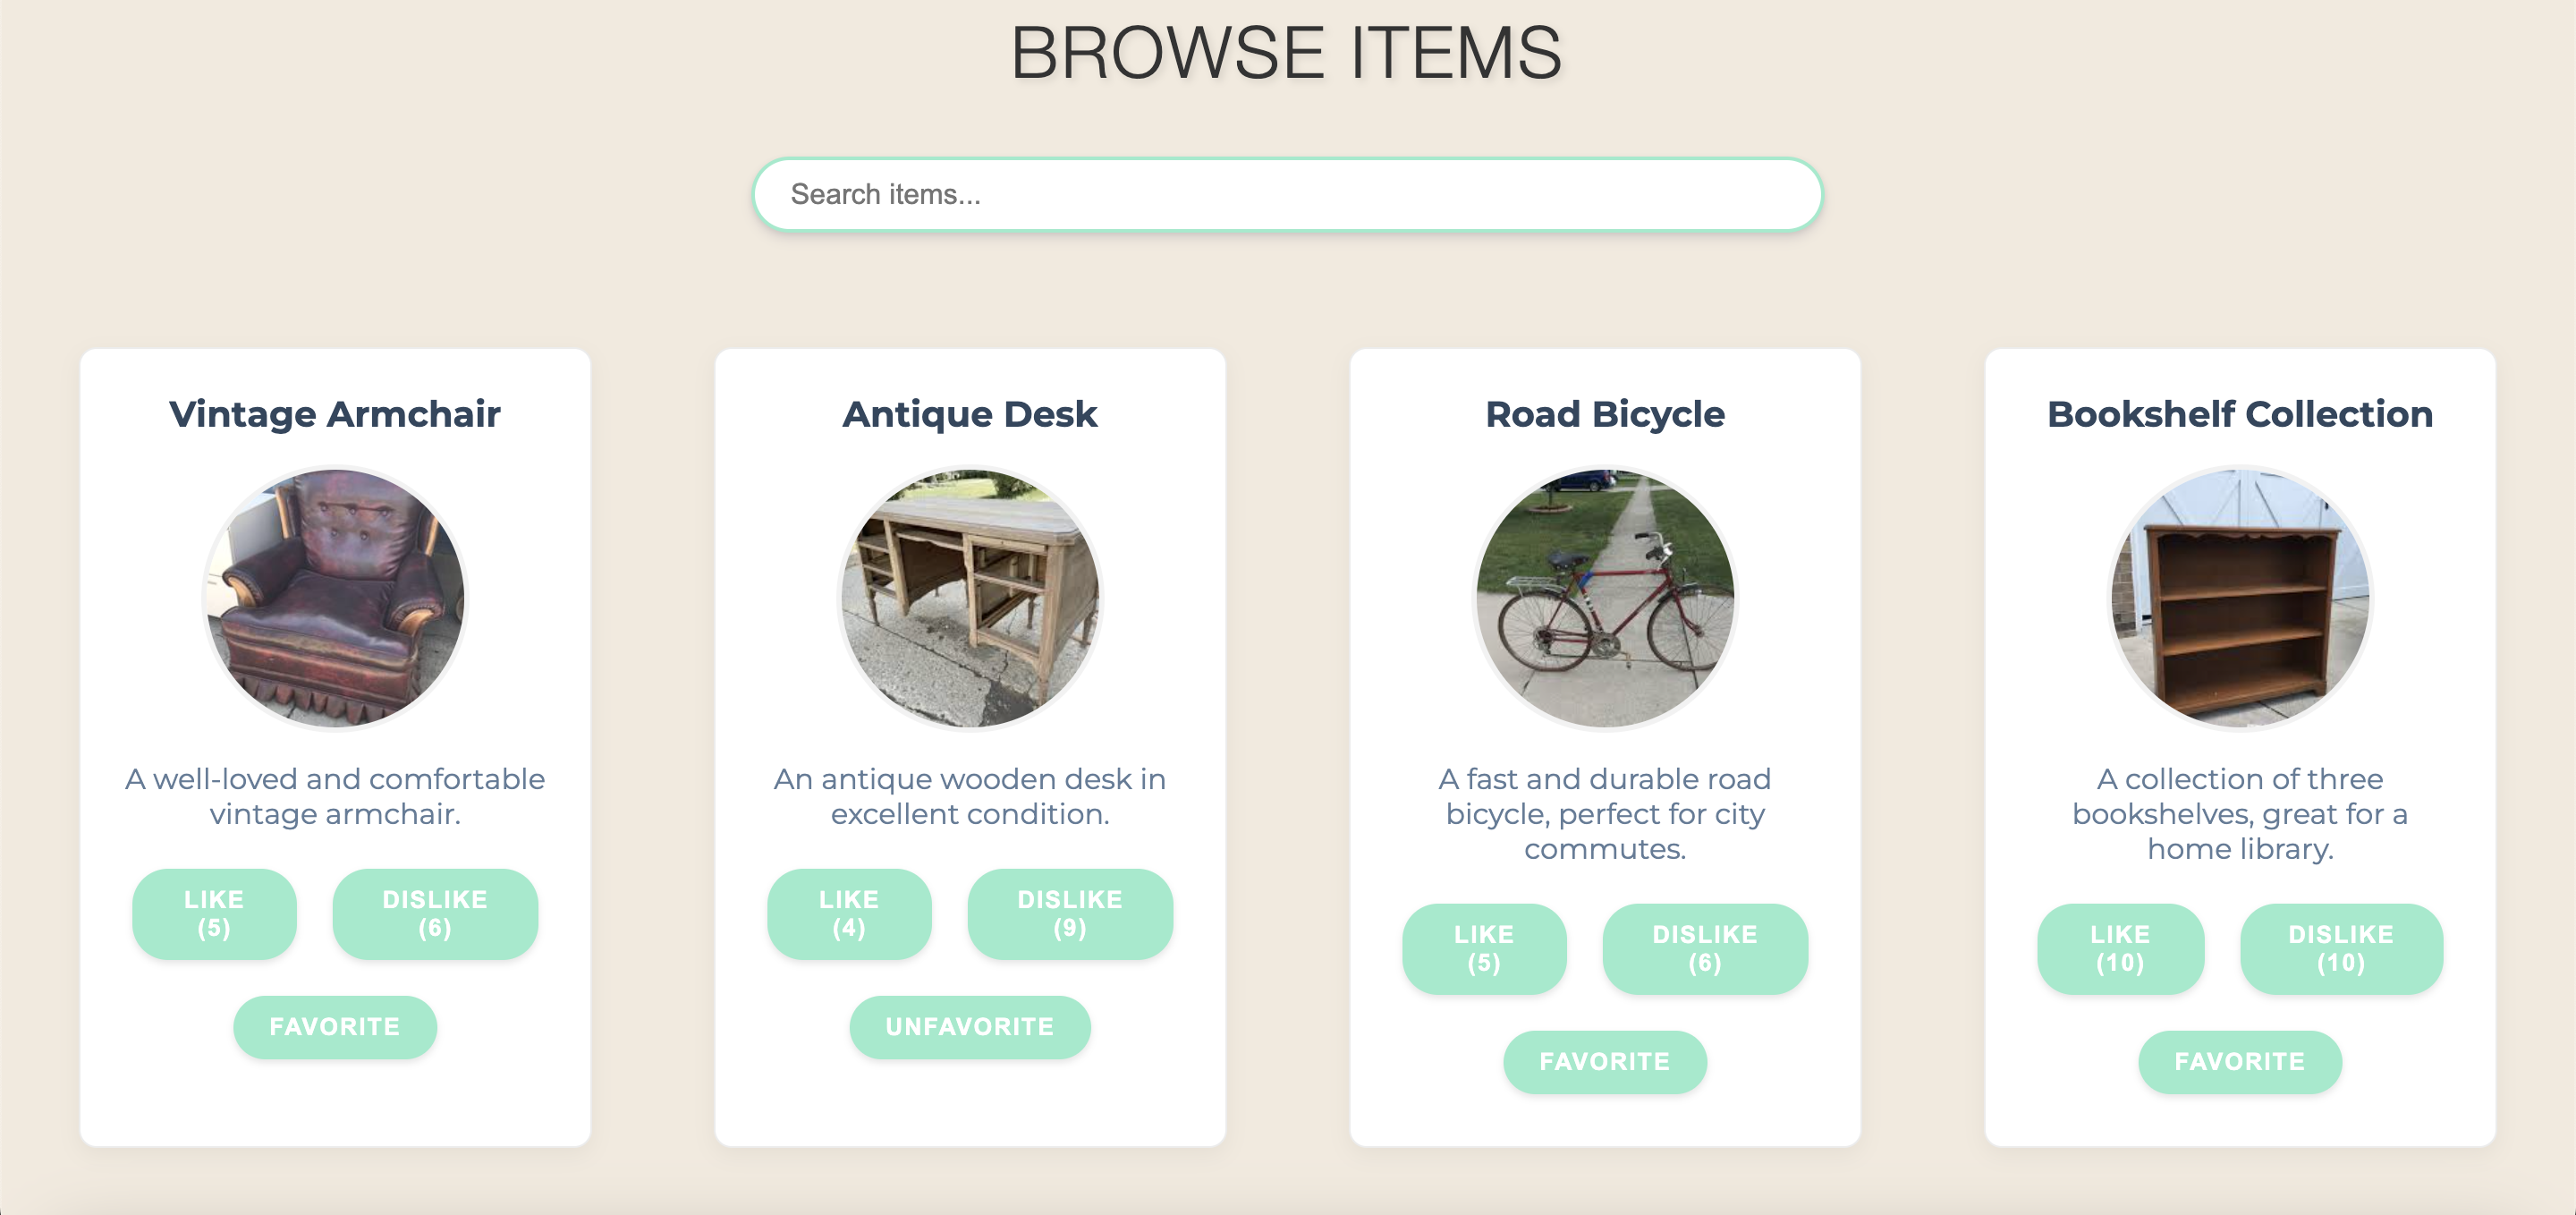 BROWSE ITEMS
Search items...
Vintage Armchair
A well-loved and comfortable
vintage armchair.
LIKE
(5)
DISLIKE
(6)
FAVORITE
Antique Desk
An antique wooden desk in
excellent condition.
LIKE
(4)
DISLIKE
(9)
UNFAVORITE
Road Bicycle
A fast and durable road
bicycle, perfect for city
commutes.
LIKE
(5)
DISLIKE
(6)
FAVORITE
Bookshelf Collection
A collection of three
bookshelves, great for a
home library.
LIKE
(10)
DISLIKE
(10)
FAVORITE